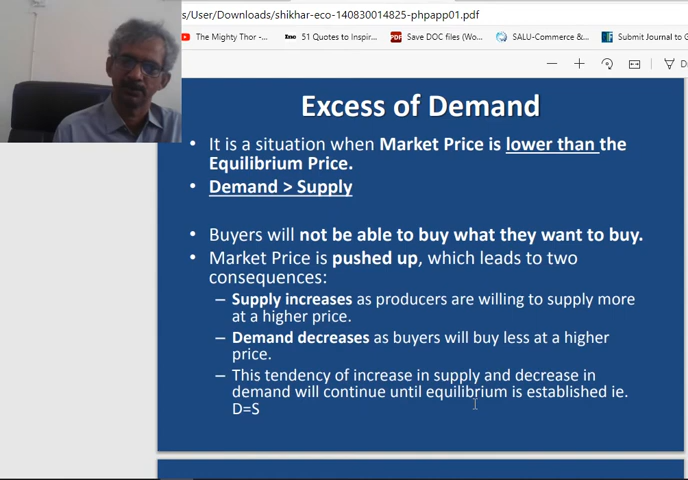 s/User/Downloads/shikhar-eco-140830014825-phpapp01.pdf
The Mighty Thor -...
Inc
51 Quotes to Inspir...
PDF
Save DOC files (Wo...
SALU-Commerce &...
Submit Journal to G
Excess of Demand
• It is a situation when Market Price is lower than the
Equilibrium Price.
• Demand > Supply
• Buyers will not be able to buy what they want to buy.
• Market Price is pushed up, which leads to two
consequences:
– Supply increases as producers are willing to supply more
at a higher price.
– Demand decreases as buyers will buy less at a higher
price.
– This tendency of increase in supply and decrease in
demand will continue until equilibrium is established ie.
D=S